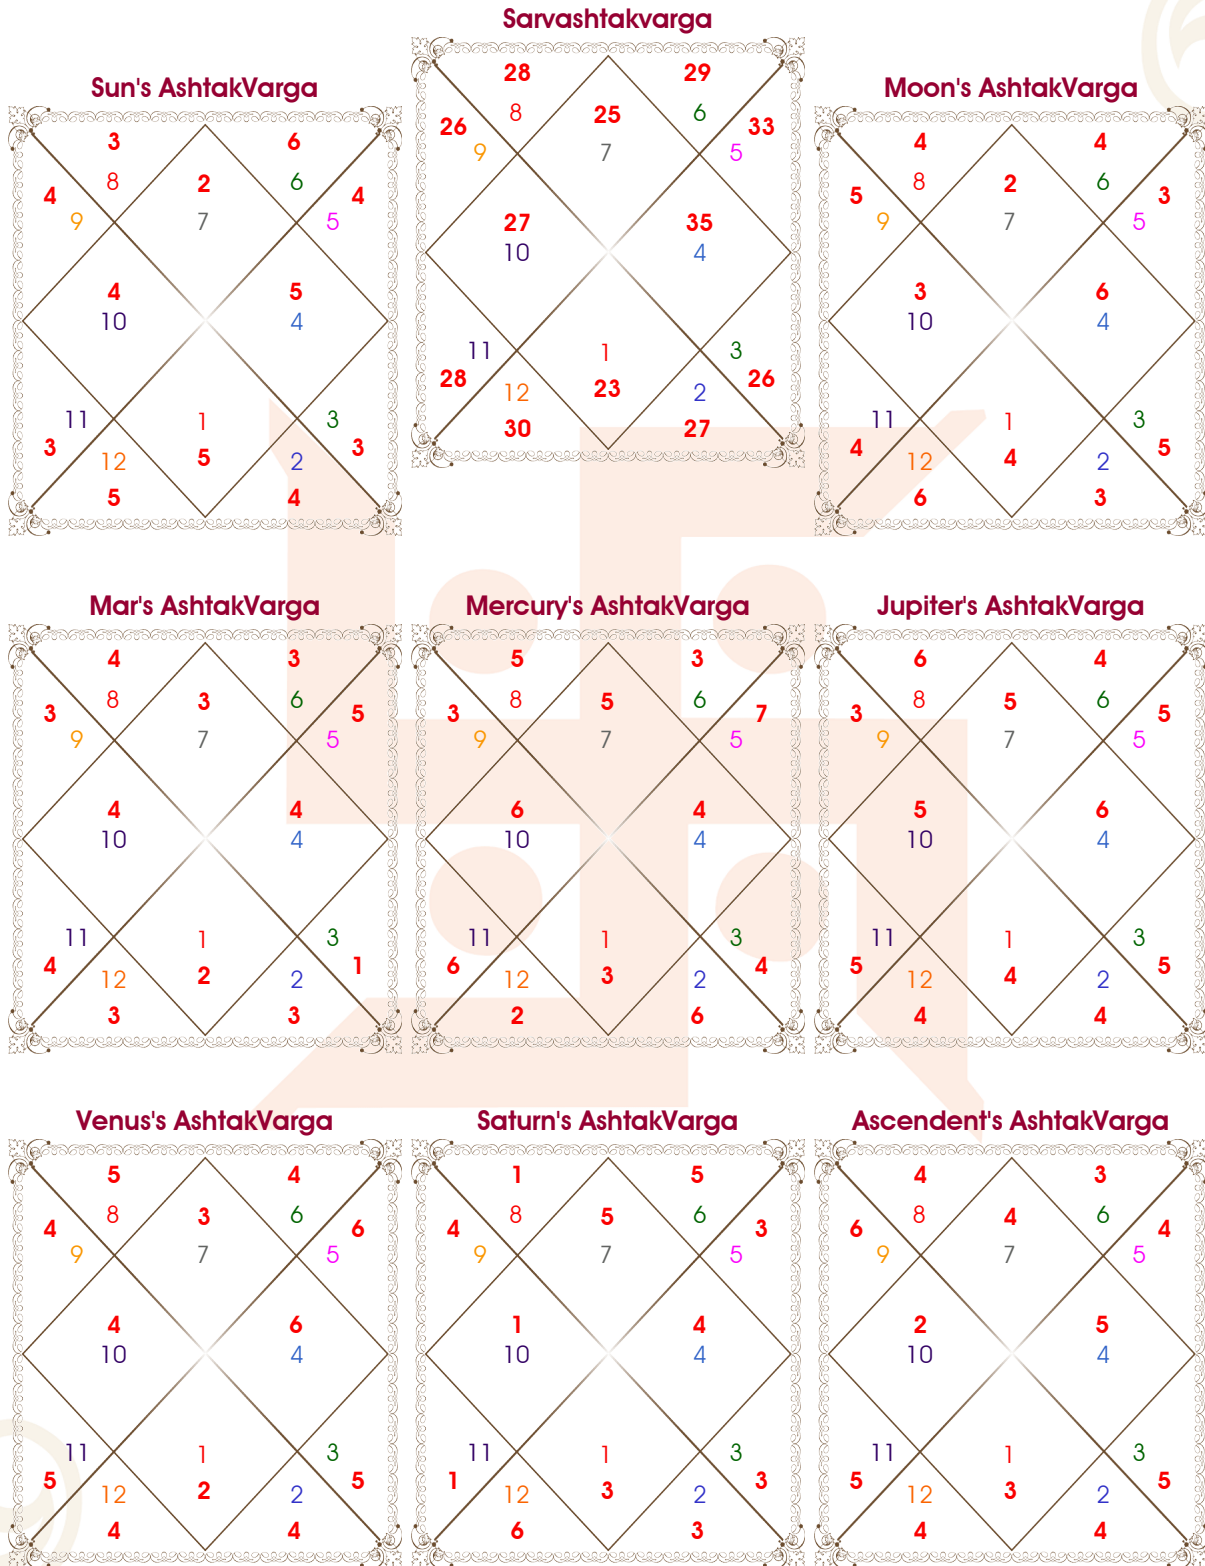 Sarvashtakvarga
28 29
26 8 25 6 33
9 7 5
27 35
10 4
11 1 3
28 12 23 2 26
30 27
Sun's AshtakVarga
3 6
4 8 2 6 4
9 7 5
4 5
10 4
11 1 3
3 12 5 2 3
5 4
Moon's AshtakVarga
4 4
5 8 2 6 3
9 7 5
3 6
10 4
11 1 3
4 12 4 2 5
6 3
Mar's AshtakVarga
4 3
3 8 3 6 5
9 7 5
4 4
10 4
11 1 3
4 12 2 2 1
3 3
Mercury's AshtakVarga
5 3
3 8 5 6 7
9 7 5
6 4
10 4
11 1 3
6 12 3 2 4
2 6
Jupiter's AshtakVarga
6 4
3 8 5 6 5
9 7 5
5 6
10 4
11 1 3
5 12 4 2 5
4 4
Venus's AshtakVarga
5 4
4 8 3 6 6
9 7 5
4 6
10 4
11 1 3
5 12 2 2 5
4 4
Saturn's AshtakVarga
1 5
4 8 5 6 3
9 7 5
1 4
10 4
11 1 3
1 12 3 2 3
6 3
Ascendent's AshtakVarga
4 3
6 8 4 6 4
9 7 5
2 5
10 4
11 1 3
5 12 3 2 5
4 4